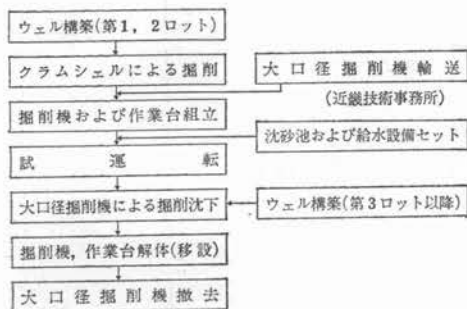 ウェル構築(第1,2ロット)
クラムシェルによる掘削
大口径掘削機輸送
(近畿技術事務所)
掘削機および作業台組立
沈砂池および給水設備セット
試運転
大口径掘削機による掘削沈下
ウェル構築(第3ロット以降)
掘削機,作業台解体(移設)
大口径掘削機撤去